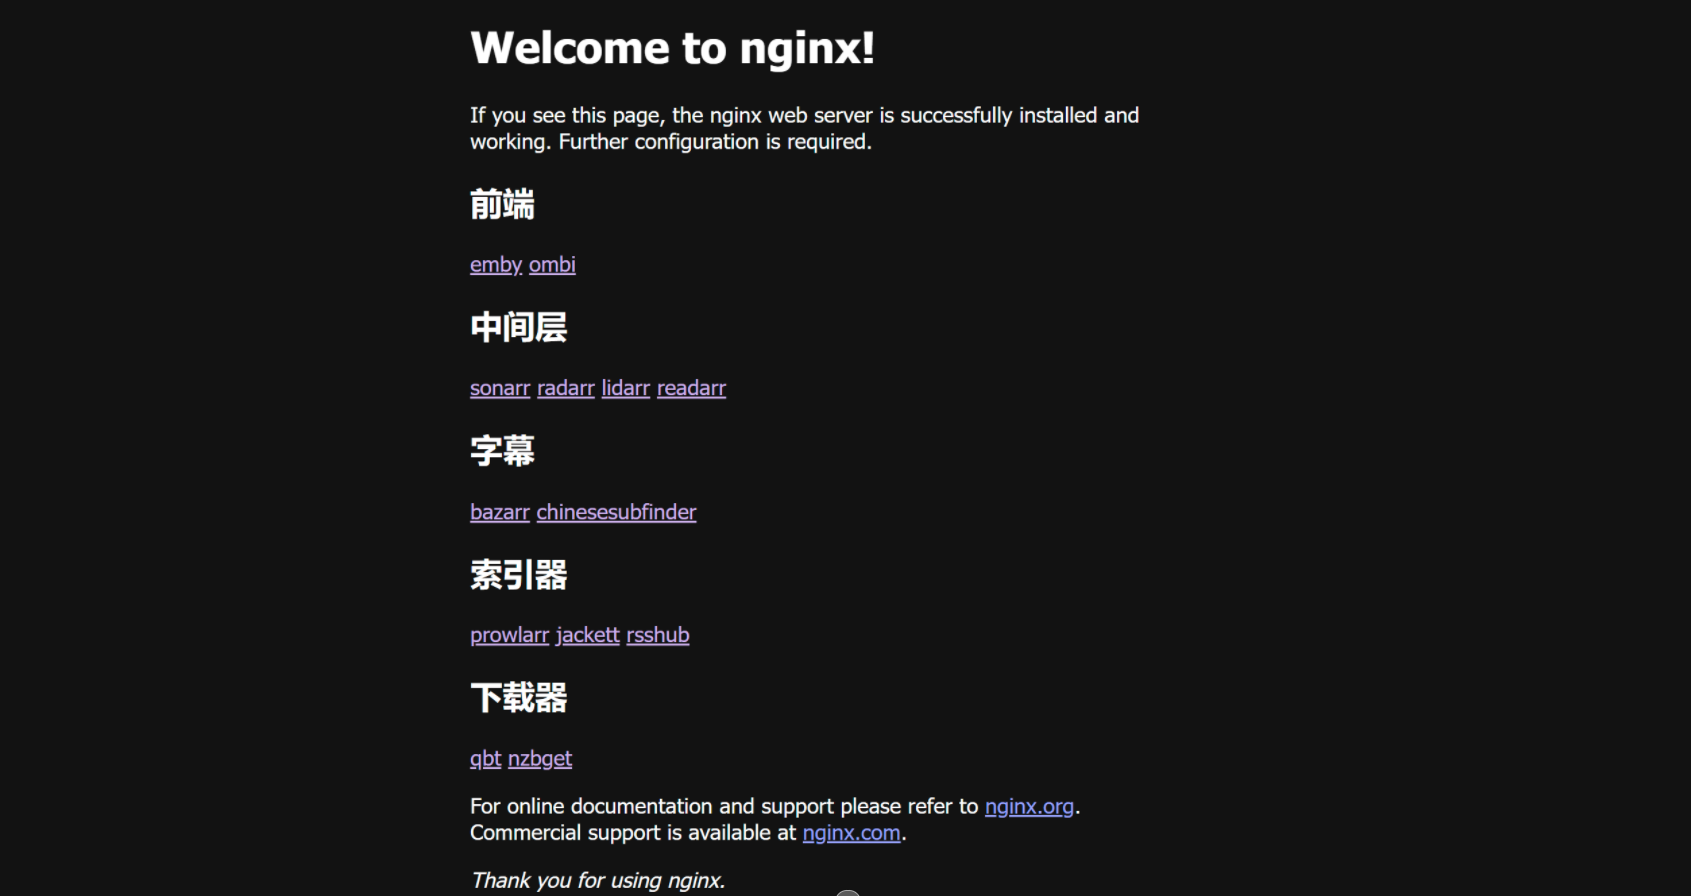 Welcome to nginx!
If you see this page, the nginx web server is successfully installed and
working. Further configuration is required.
前端
emby ombi
中间层
sonarr radarr lidarr readarr
字幕
bazarr chinesesubfinder
索引器
prowlarr jackett rsshub
下载器
qbt nzbget
For online documentation and support please refer to nginx.org.
Commercial support is available at nginx.com.
Thank you for using nginx.